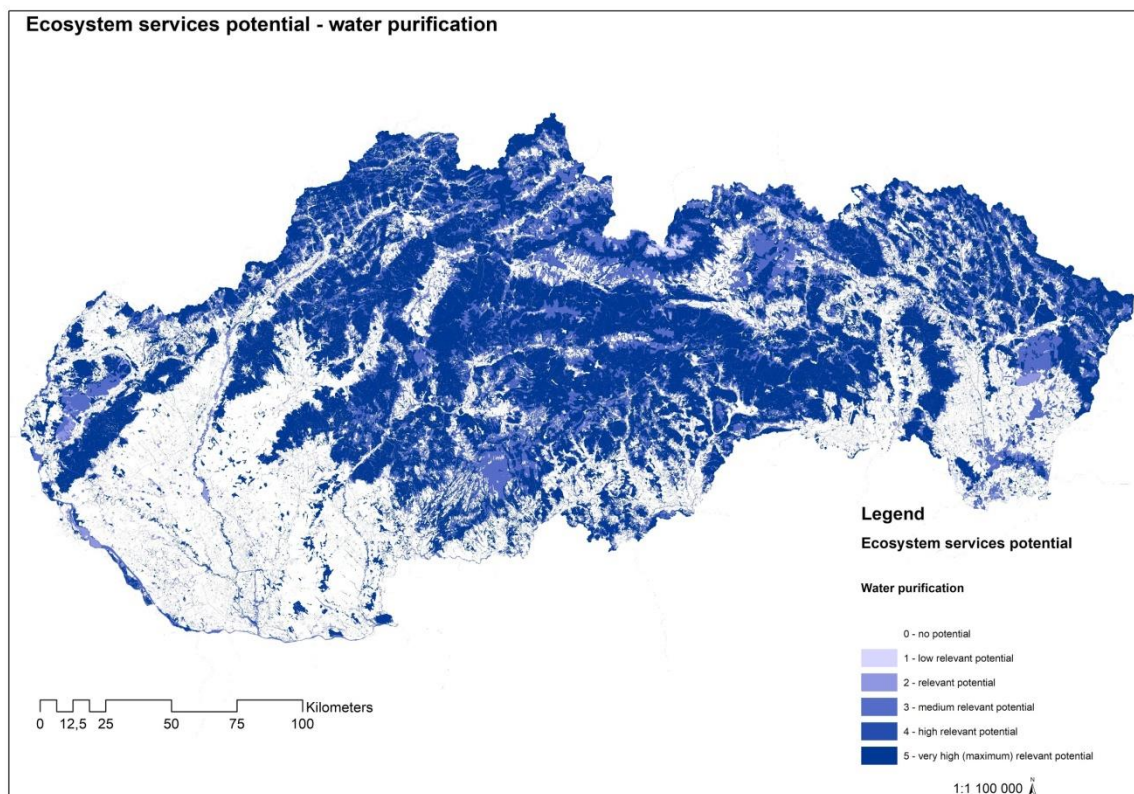 Ecosystem services potential - water purification
Legend
Ecosystem services potential
Water purification
0 - no potential
1 - low relevant potential
2 - relevant potential
3 - medium relevant potential
4 - high relevant potential
5 - very high (maximum) relevant potential
Kilometers
0 12,5 25 50 75 100
N
1:1 100 000